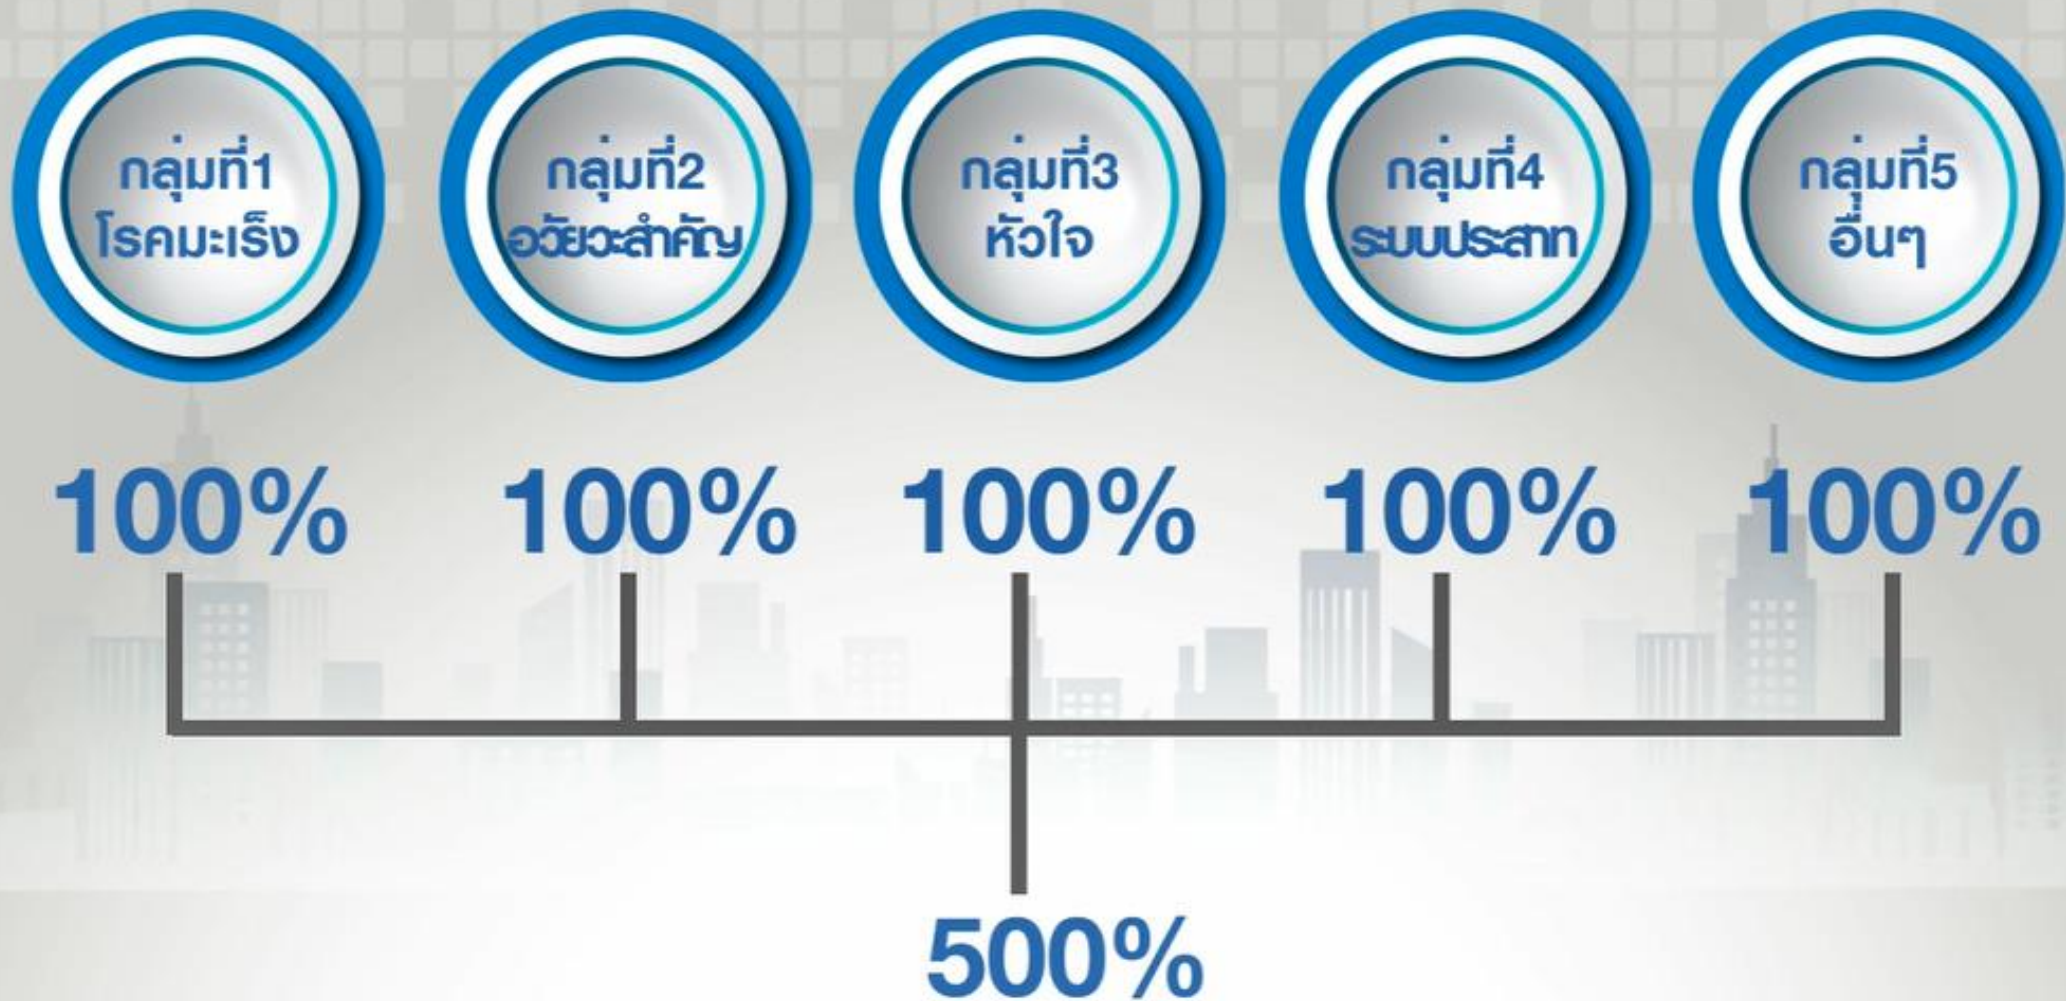 กลุ่มที่1
โรคมะเร็ง
กลุ่มที่2
อวัยวะสำคัญ
กลุ่มที่3
หัวใจ
กลุ่มที่4
ระบบประสาท
กลุ่มที่5
อื่นๆ
100%
100%
100%
100%
100%
500%